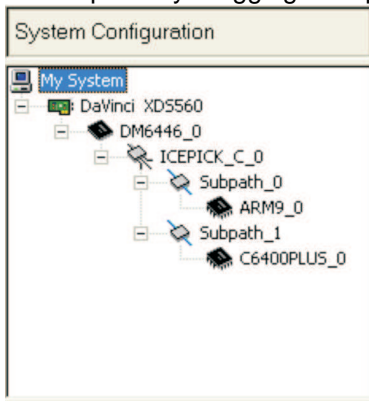 System Configuration
My System
DaVinci XDS560
DM6446_0
ICEPICK_C_0
Subpath_0
ARM9_0
Subpath_1
C6400PLUS_0